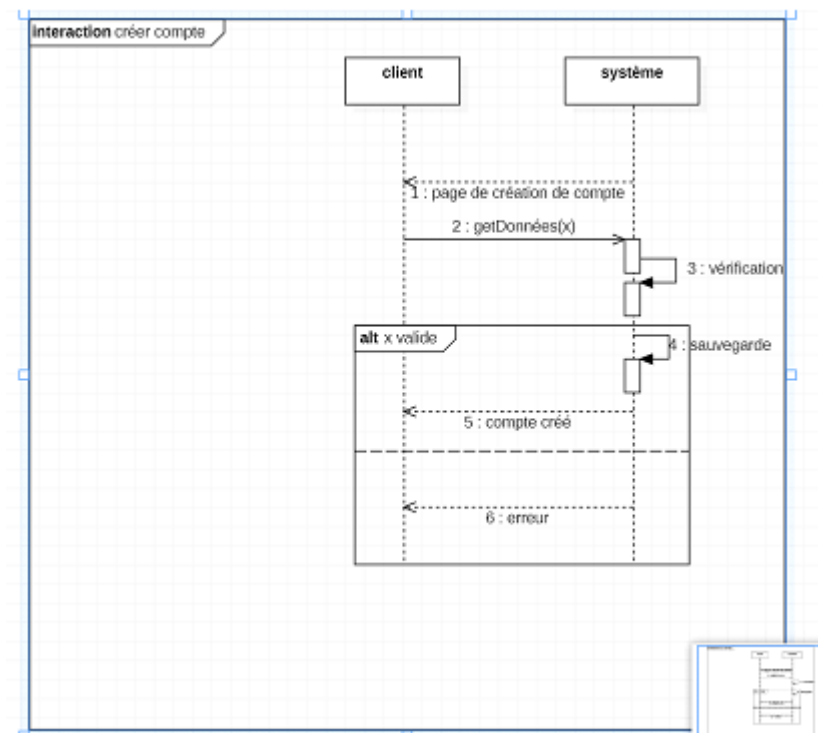 interaction créer compte
client
système
1 : page de création de compte
2 : getDonnées(x)
3 : vérification
alt x valide
4 : sauvegarde
5 : compte créé
6 : erreur